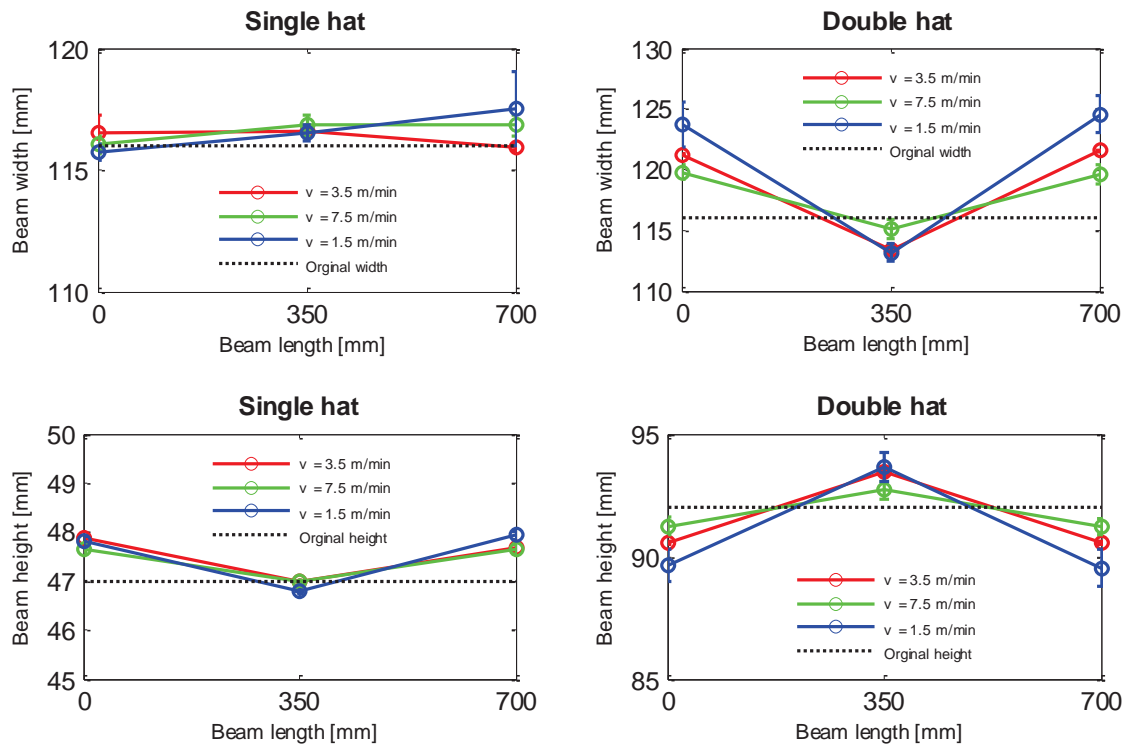 Single hat
120
115
110
Beam width [mm]
v = 3.5 m/min
v = 7.5 m/min
v = 1.5 m/min
Orginal width
0 350 700
Beam length [mm]
Double hat
130
125
120
115
110
Beam width [mm]
v = 3.5 m/min
v = 7.5 m/min
v = 1.5 m/min
Orginal width
0 350 700
Beam length [mm]
Single hat
50
49
48
47
46
45
Beam height [mm]
v = 3.5 m/min
v = 7.5 m/min
v = 1.5 m/min
Orginal height
0 350 700
Beam length [mm]
Double hat
95
90
85
Beam height [mm]
v = 3.5 m/min
v = 7.5 m/min
v = 1.5 m/min
Orginal height
0 350 700
Beam length [mm]